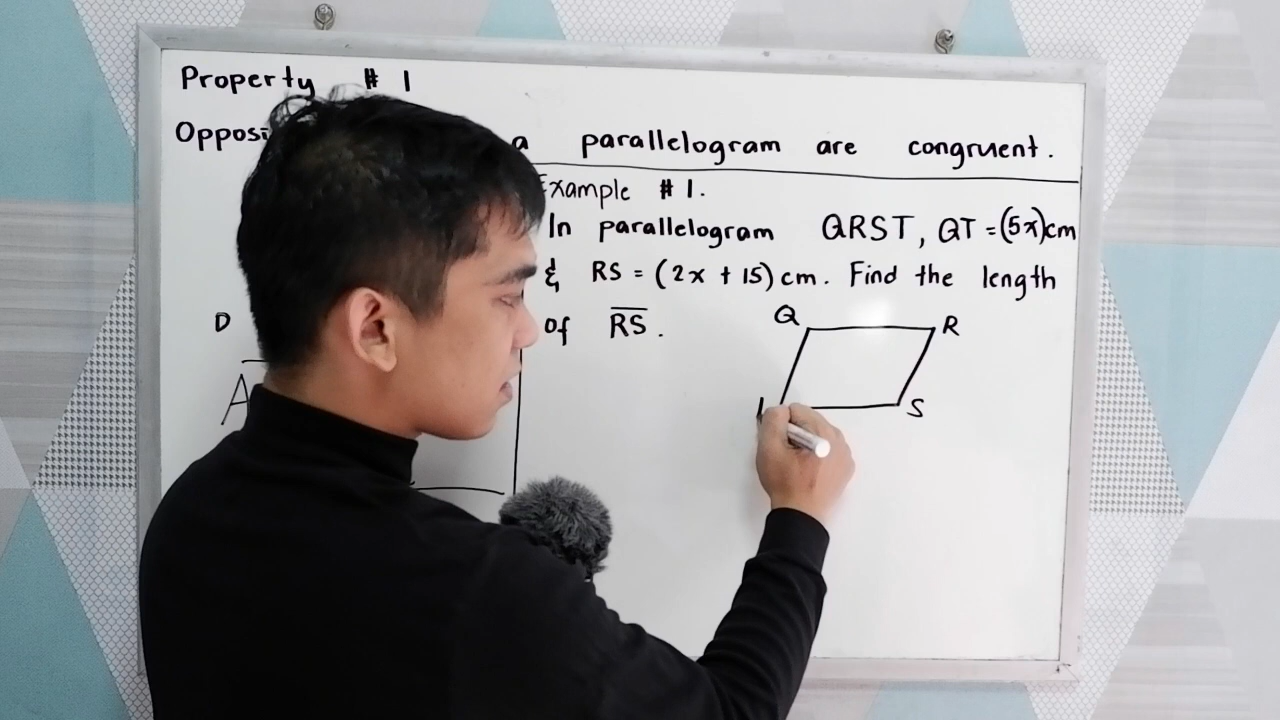 Property # 1
Opposi a parallelogram are congruent.
Example # 1.
In parallelogram QRST, QT = (5x)cm
& RS = (2x + 15) cm. Find the length
of RS.
Q R
D
A
S